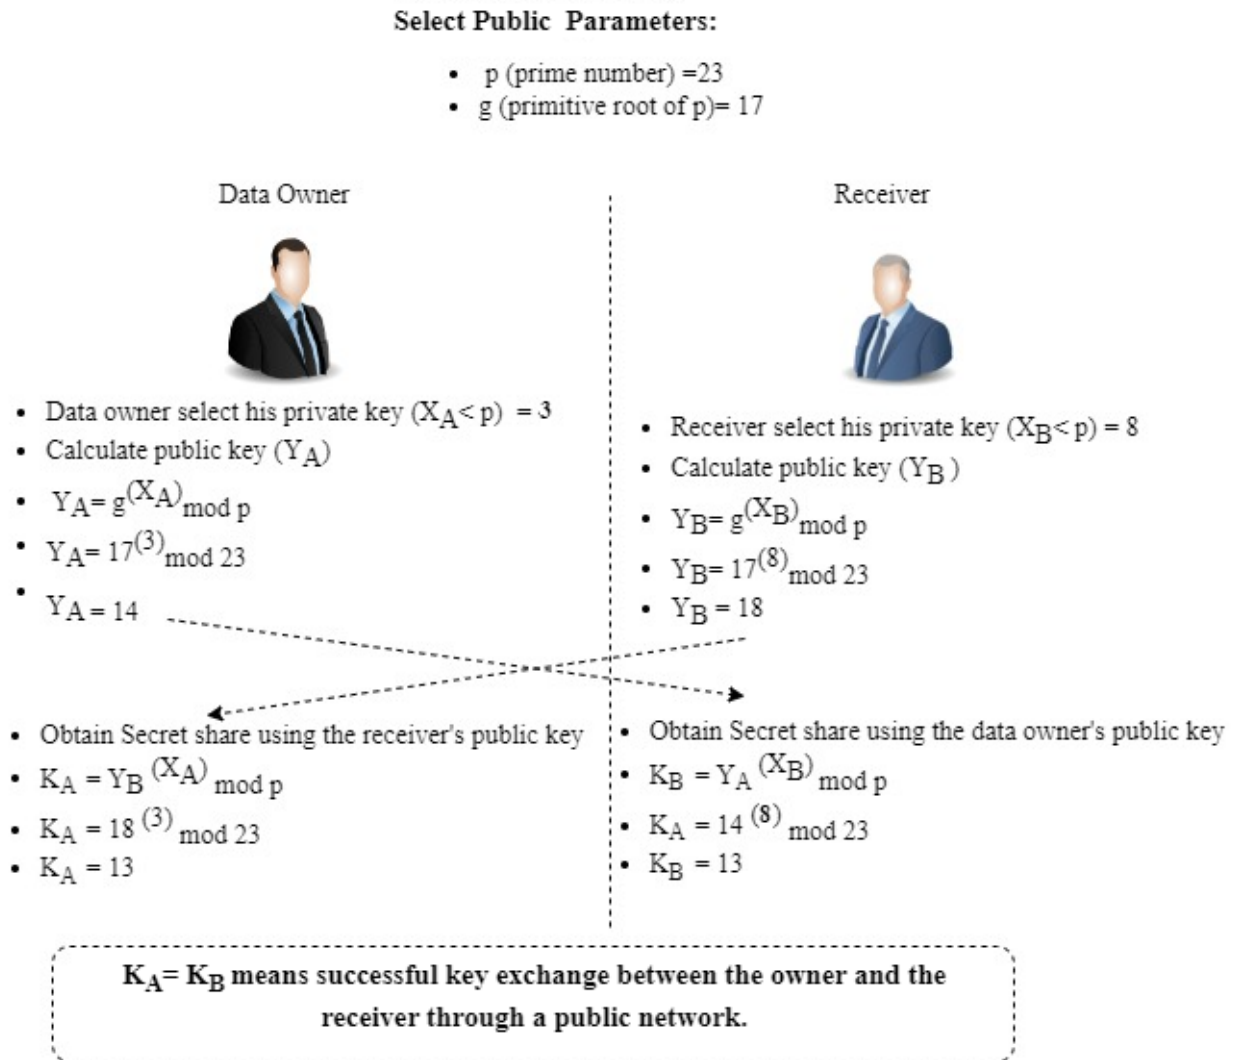 Select Public Parameters:
• p (prime number) =23
• g (primitive root of p)= 17
Data Owner
• Data owner select his private key (XA< p) = 3
• Calculate public key (YA)
• YA= g(XA) mod p
• YA= 17(3) mod 23
• YA = 14
Receiver
• Receiver select his private key (XB< p) = 8
• Calculate public key (YB )
• YB= g(XB) mod p
• YB= 17(8) mod 23
• YB = 18
• Obtain Secret share using the receiver's public key
• KA = YB (XA) mod p
• KA = 18 (3) mod 23
• KA = 13
• Obtain Secret share using the data owner's public key
• KB = YA (XB) mod p
• KA = 14 (8) mod 23
• KB = 13
KA= KB means successful key exchange between the owner and the
receiver through a public network.